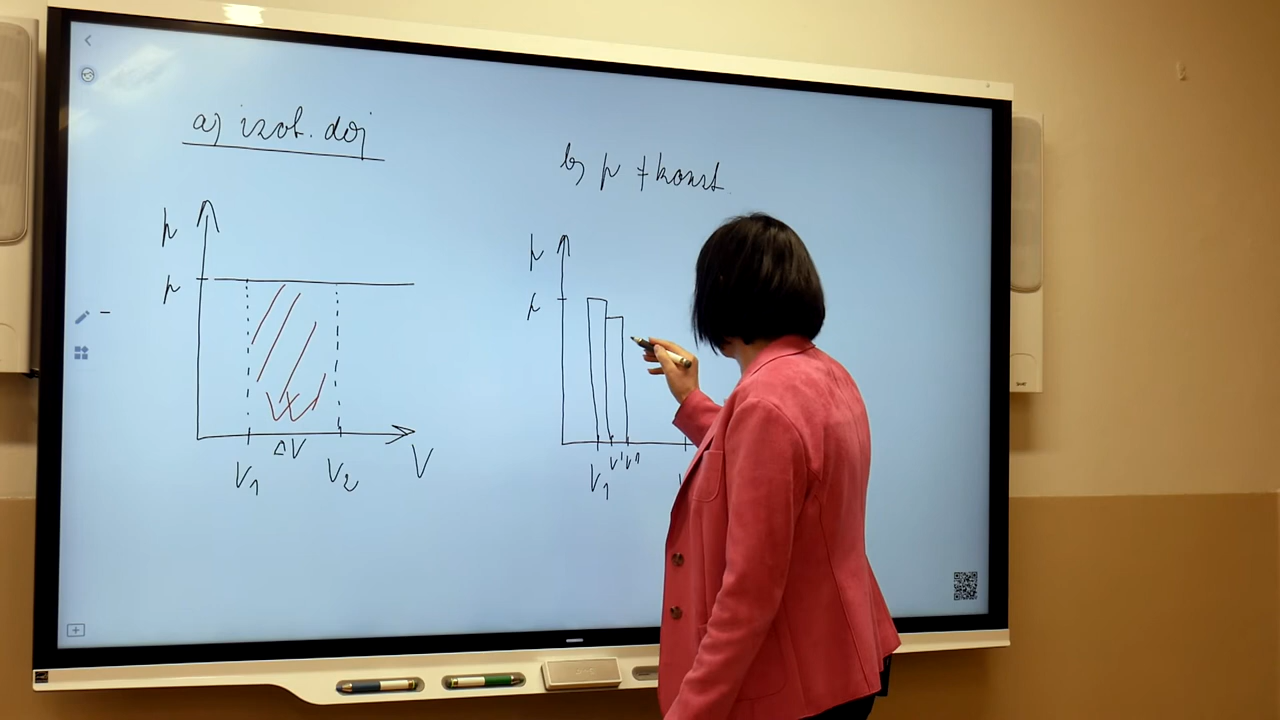 a) izob. dej
b) p ≠ konst.
p
p
V₁
ΔV
V₂
V
p
p
V₁
V'
V"